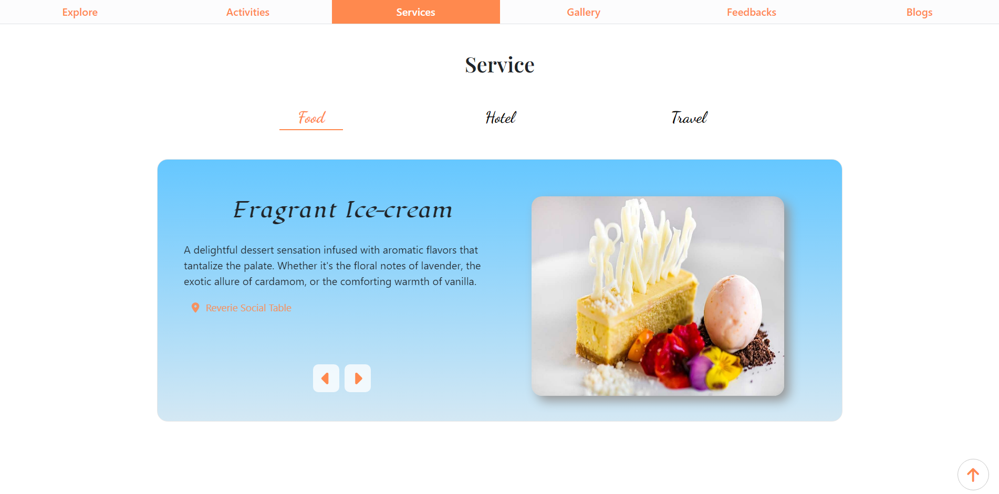 Explore
Activities
Services
Gallery
Feedbacks
Blogs
Service
Food
Hotel
Travel
Fragrant Ice-cream
A delightful dessert sensation infused with aromatic flavors that
tantalize the palate. Whether it's the floral notes of lavender, the
exotic allure of cardamom, or the comforting warmth of vanilla.
Reverie Social Table